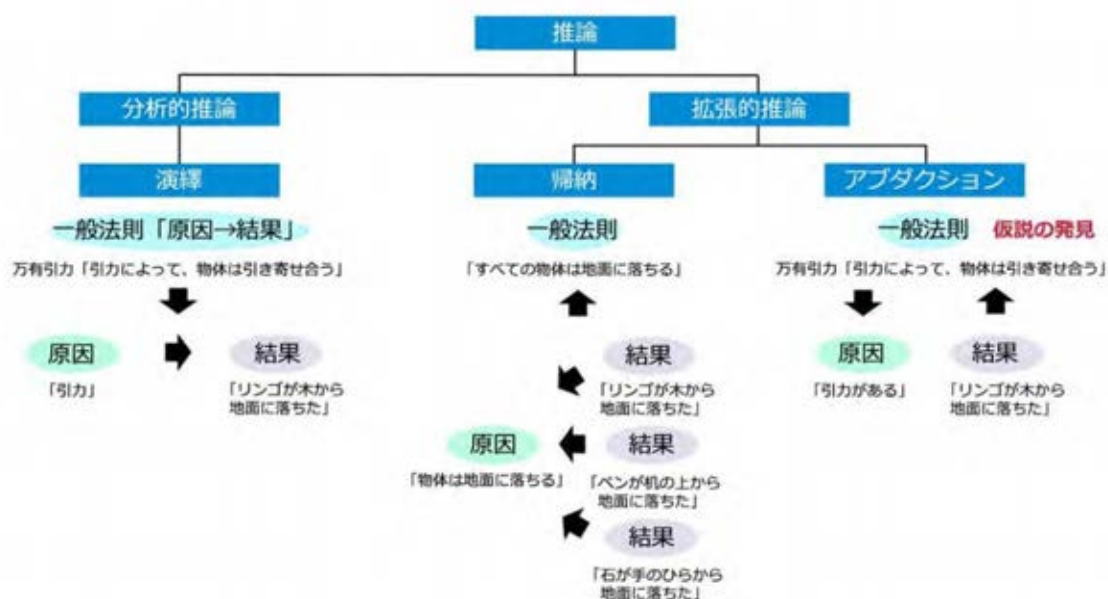 推論
分析的推論
拡張的推論
演繹
帰納
アブダクション
一般法則「原因→結果」
万有引力「引力によって、物体は引き寄せ合う」
原因
「引力」
結果
「リンゴが木から
地面に落ちた」
一般法則
「すべての物体は地面に落ちる」
結果
「リンゴが木から
地面に落ちた」
原因
「物体は地面に落ちる」
結果
「ペンが机の上から
地面に落ちた」
結果
「石が手のひらから
地面に落ちた」
一般法則 仮説の発見
万有引力「引力によって、物体は引き寄せ合う」
原因
「引力がある」
結果
「リンゴが木から
地面に落ちた」